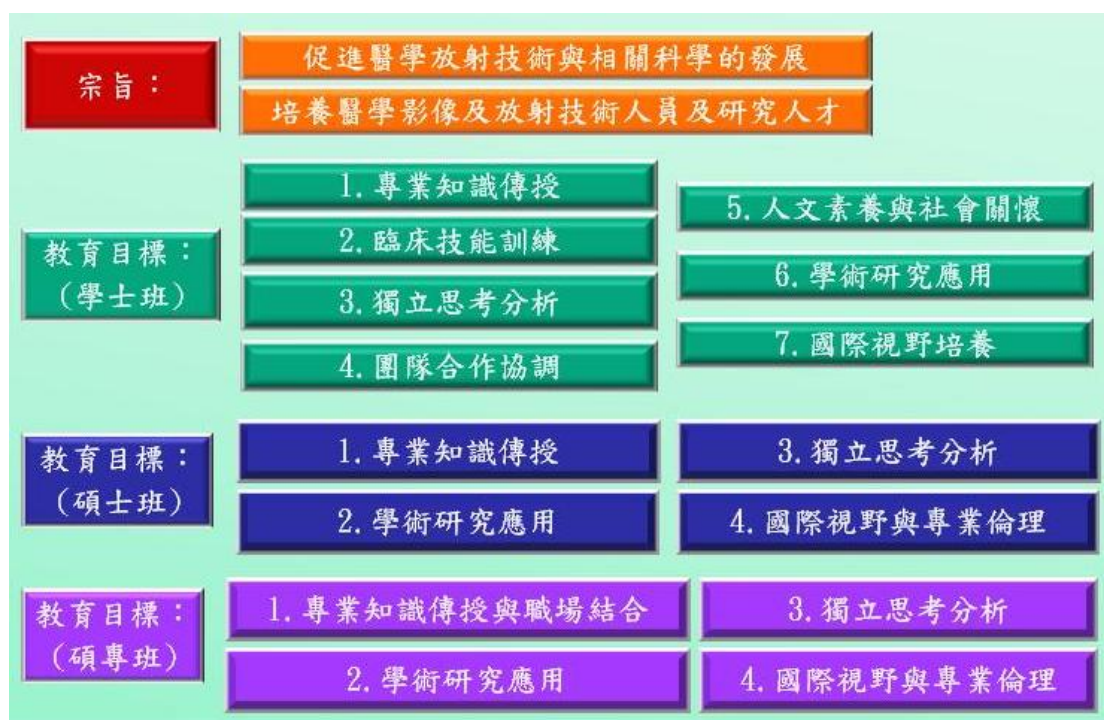 宗旨：
促進醫學放射技術與相關科學的發展
培養醫學影像及放射技術人員及研究人才
教育目標：
（學士班）
1.專業知識傳授
2.臨床技能訓練
3.獨立思考分析
4.團隊合作協調
5.人文素養與社會關懷
6.學術研究應用
7.國際視野培養
教育目標：
（碩士班）
1.專業知識傳授
2.學術研究應用
3.獨立思考分析
4.國際視野與專業倫理
教育目標：
（碩專班）
1.專業知識傳授與職場結合
2.學術研究應用
3.獨立思考分析
4.國際視野與專業倫理